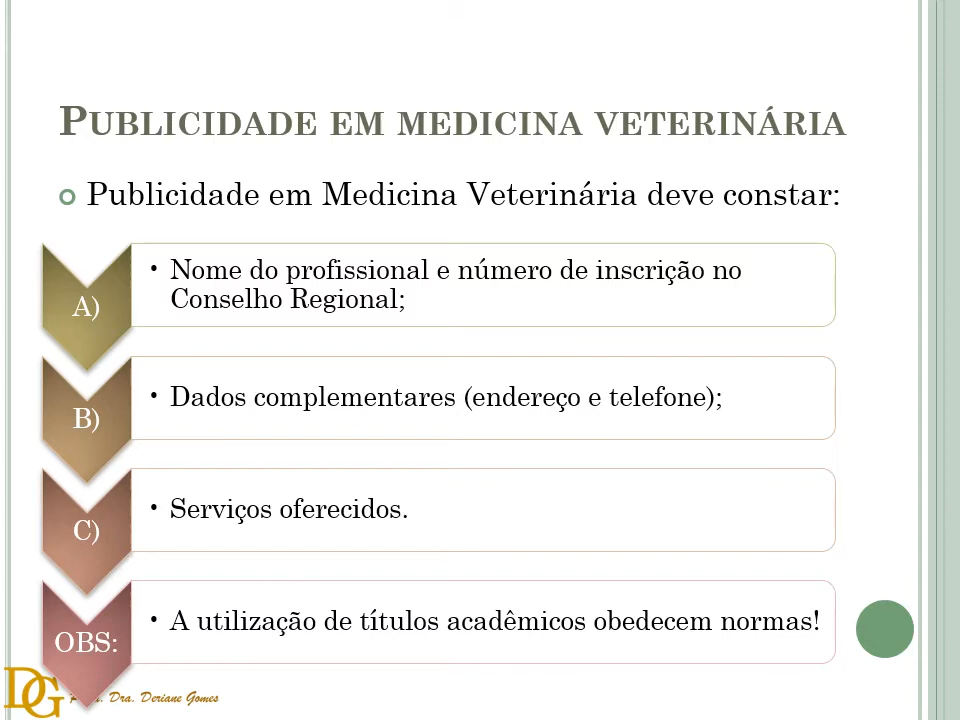 PUBLICIDADE EM MEDICINA VETERINÁRIA
Publicidade em Medicina Veterinária deve constar:
A)
• Nome do profissional e número de inscrição no
Conselho Regional;
B)
• Dados complementares (endereço e telefone);
C)
• Serviços oferecidos.
OBS:
• A utilização de títulos acadêmicos obedecem normas!
DG
Dra. Deriane Gomes